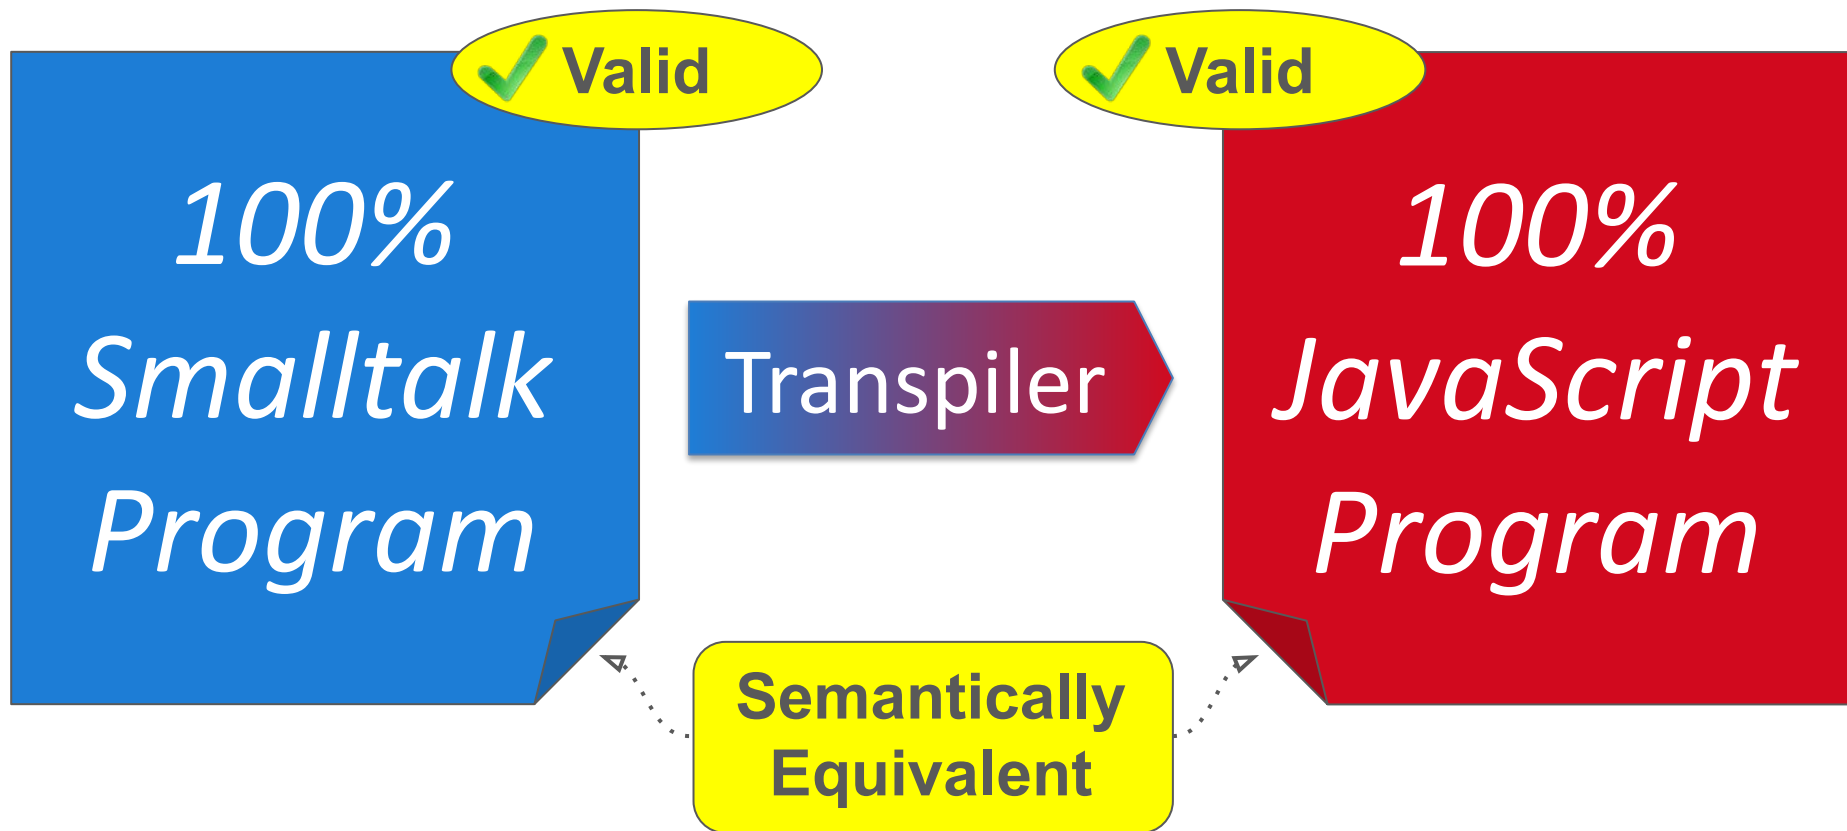 Valid
Valid
100%
Smalltalk
Program
Transpiler
100%
JavaScript
Program
Semantically
Equivalent